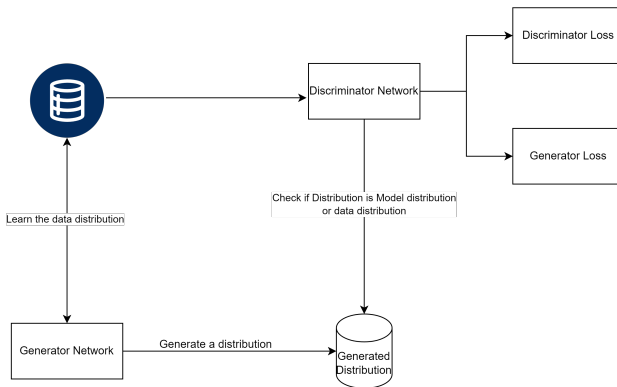 Discriminator Loss
Discriminator Network
Generator Loss
Learn the data distribution
Check if Distribution is Model distribution
or data distribution
Generator Network
Generate a distribution
Generated
Distribution